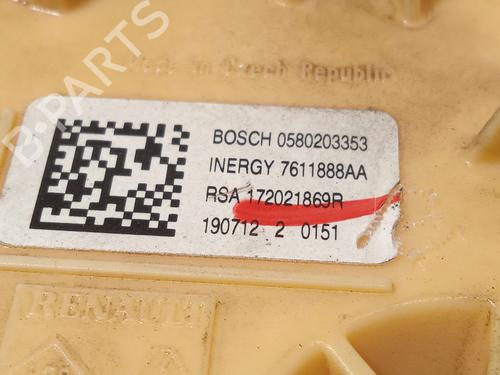 Made in Czech Republic
BOSCH 0580203353
INERGY 7611888AA
RSA 172021869R
190712 2 0151
RENAULT
B-PARTS